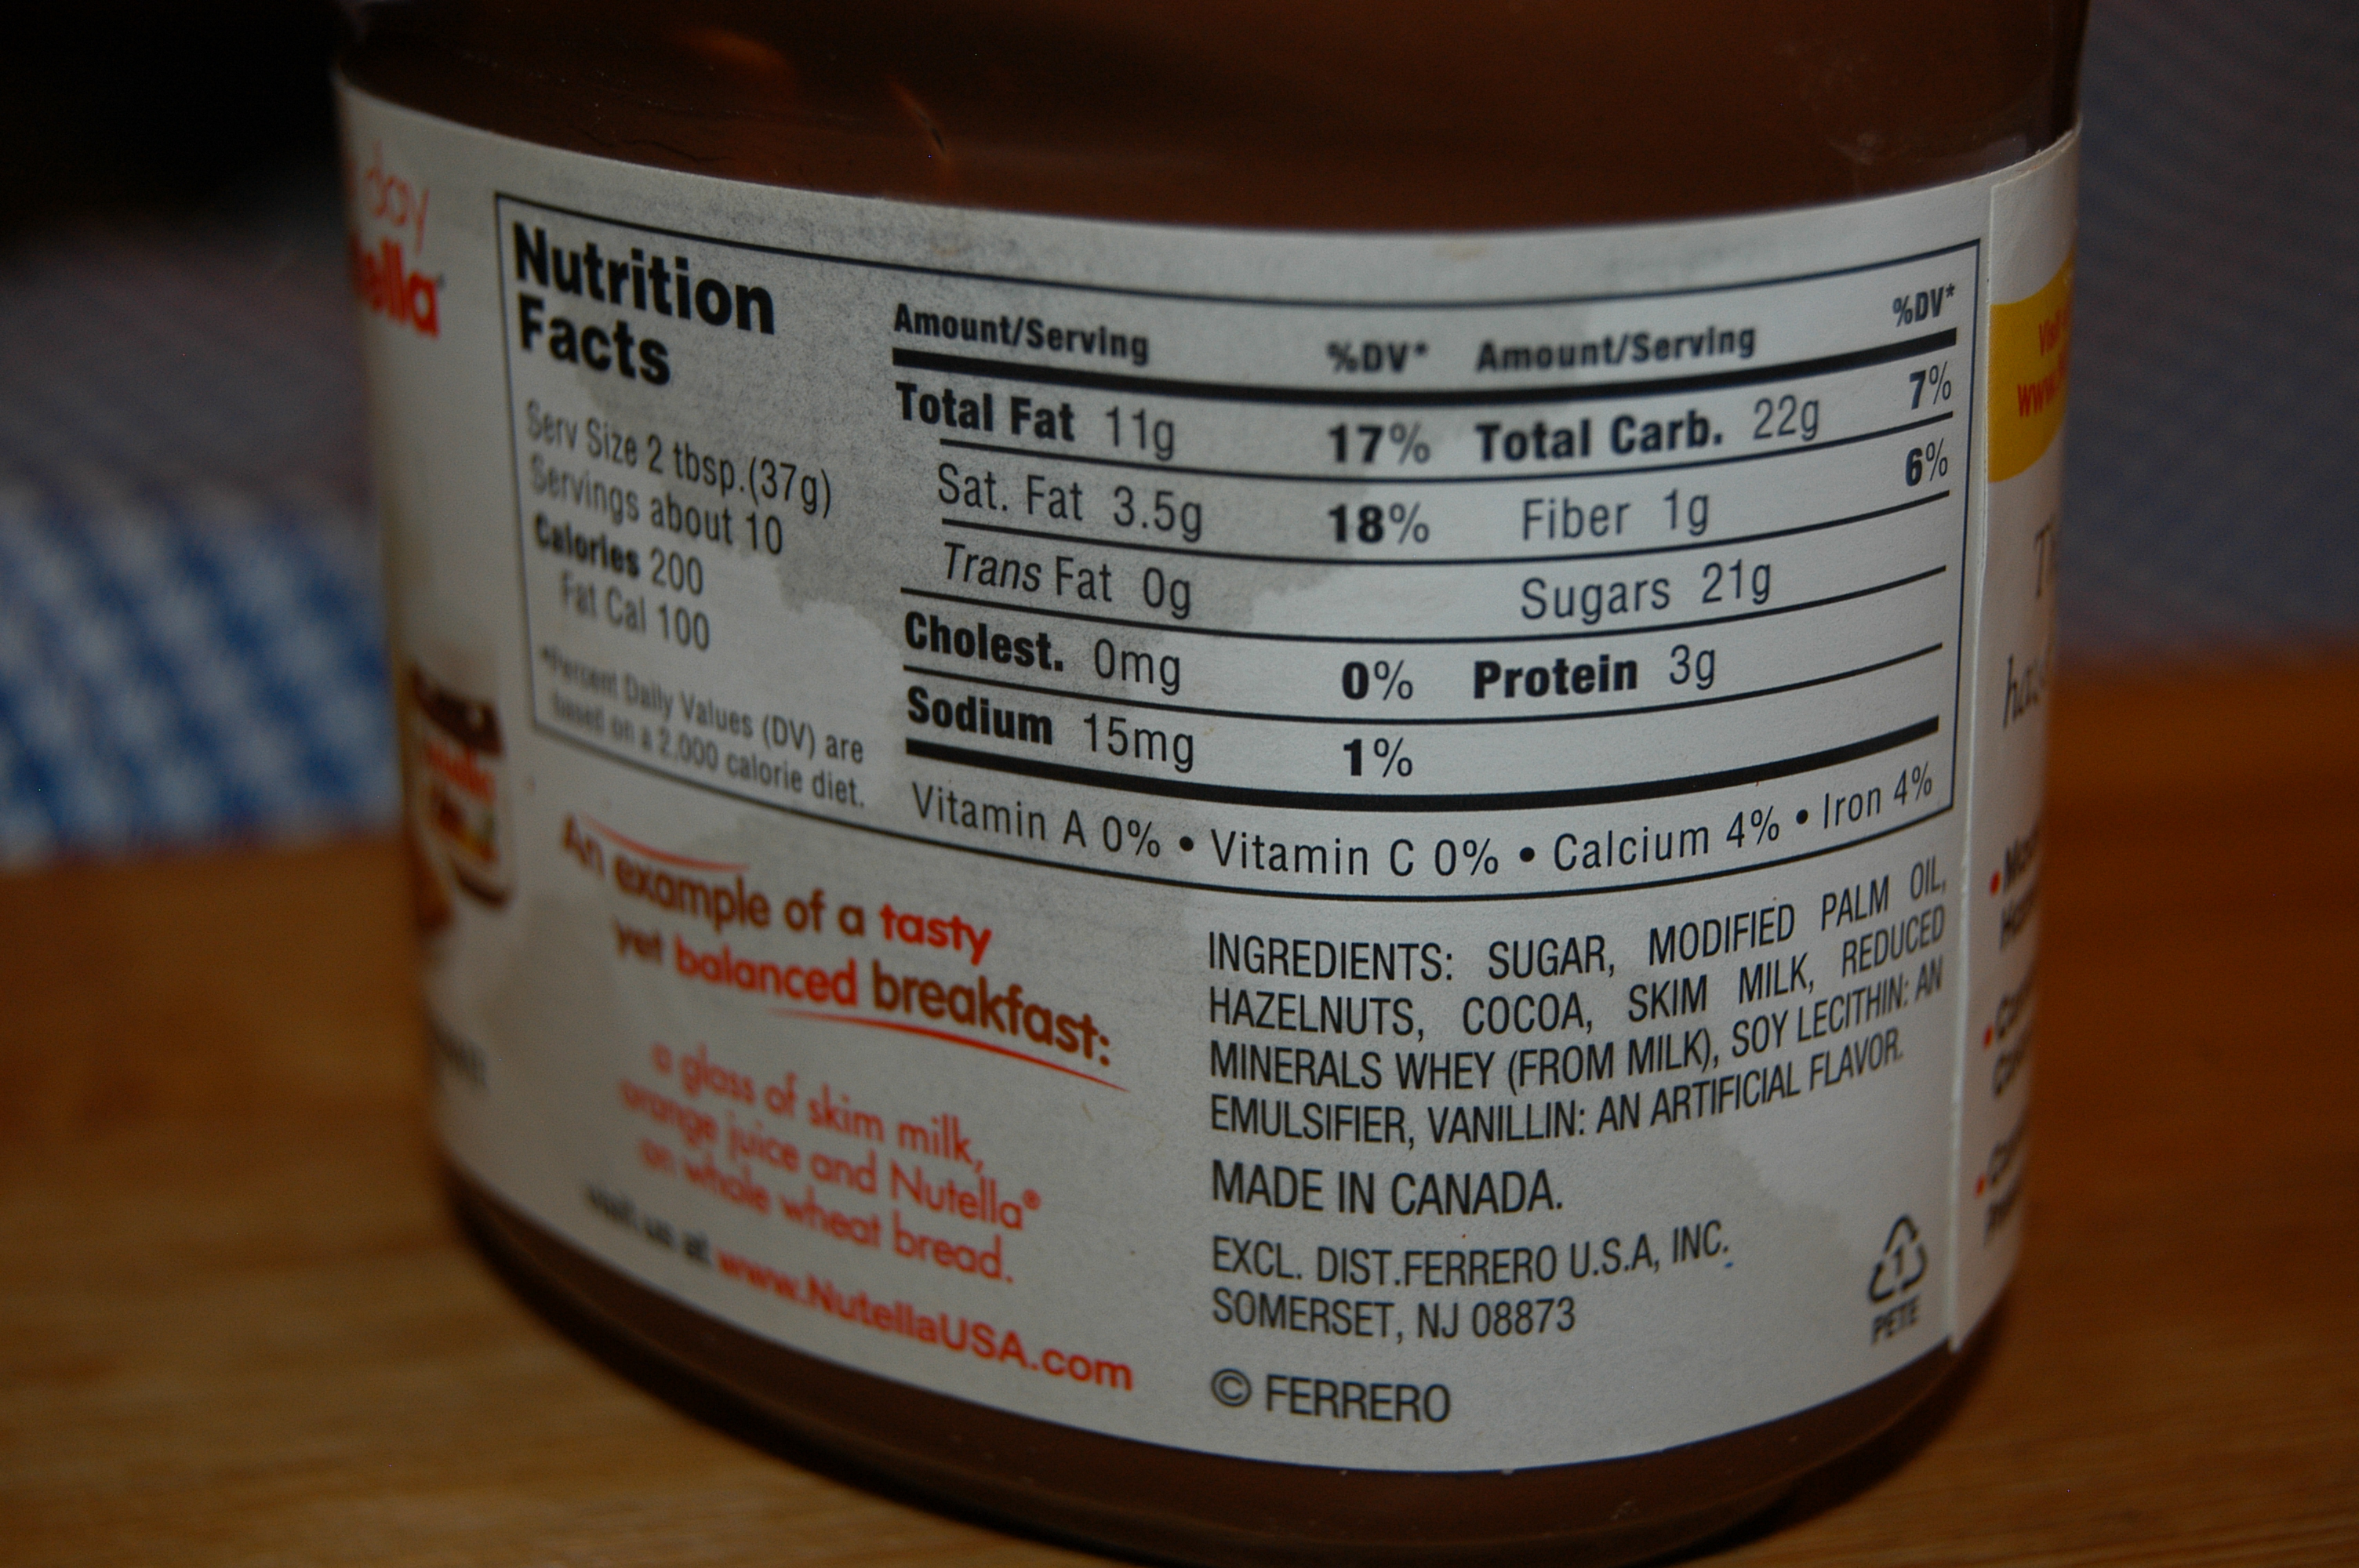 day
ella
Nutrition
Facts
Serv Size 2 tbsp.(37g)
Servings about 10
Calories 200
Fat Cal 100
*Percent Daily Values (DV) are
based on a 2.000 calorie diet.
Amount/Serving %DV* Amount/Serving %DV*
Total Fat 11g 17% Total Carb. 22g 7%
Sat. Fat 3.5g 18% Fiber 1g 6%
Trans Fat 0g Sugars 21g
Cholest. 0mg 0% Protein 3g
Sodium 15mg 1%
Vitamin A 0% • Vitamin C 0% • Calcium 4% • Iron 4%
An example of a tasty
yet balanced breakfast:
a glass of skim milk,
orange juice and Nutella®
on whole wheat bread.
visit us at www.NutellaUSA.com
INGREDIENTS: SUGAR, MODIFIED PALM OIL,
HAZELNUTS, COCOA, SKIM MILK, REDUCED
MINERALS WHEY (FROM MILK), SOY LECITHIN: AN
EMULSIFIER, VANILLIN: AN ARTIFICIAL FLAVOR.
MADE IN CANADA.
EXCL. DIST.FERRERO U.S.A, INC.
SOMERSET, NJ 08873
© FERRERO
1
PETE